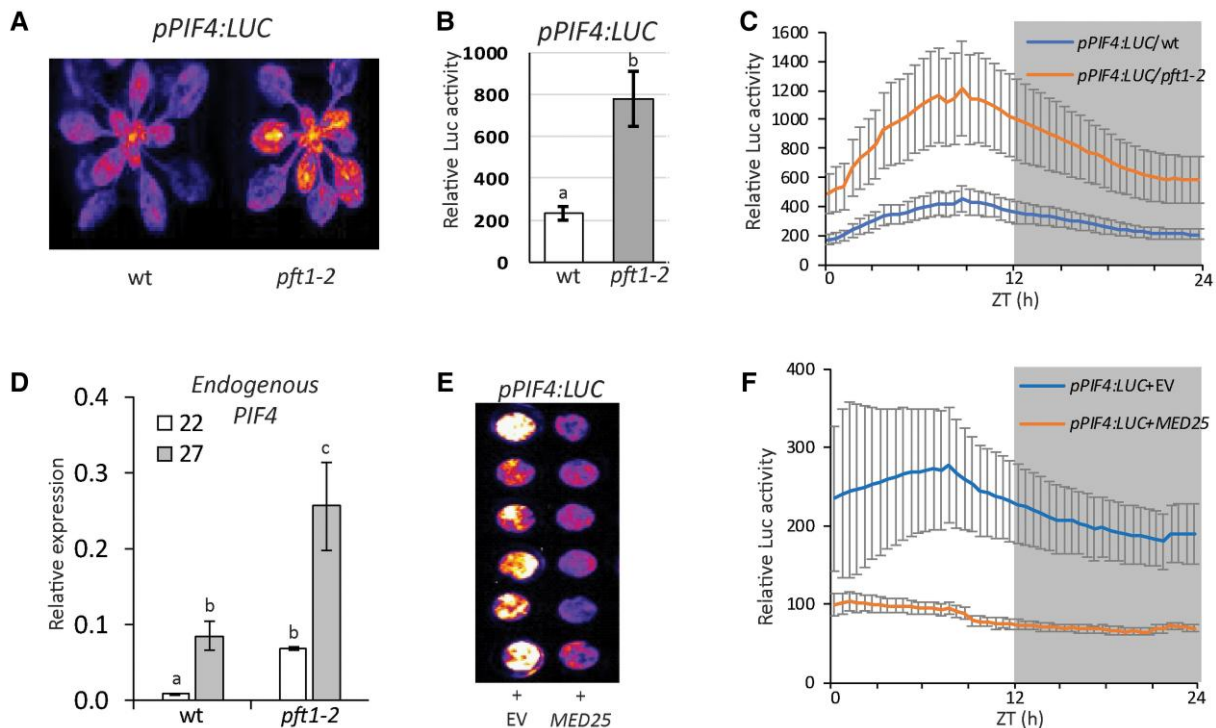 A
pPIF4:LUC
wt
pft1-2
B
pPIF4:LUC
Relative Luc activity
1000
800
600
400
200
0
a
b
wt
pft1-2
C
Relative Luc activity
1600
1400
1200
1000
800
600
400
200
0
pPIF4:LUC/wt
pPIF4:LUC/pft1-2
0
12
24
ZT (h)
D
Endogenous
PIF4
22
27
Relative expression
0.4
0.3
0.2
0.1
0.0
a
b
b
c
wt
pft1-2
E
pPIF4:LUC
+ +
EV MED25
F
Relative Luc activity
400
300
200
100
0
pPIF4:LUC+EV
pPIF4:LUC+MED25
0
12
24
ZT (h)